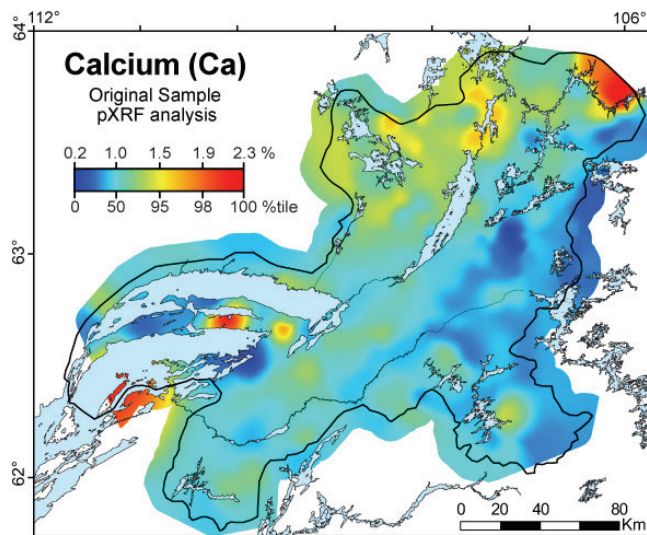 112°
106°
64°
Calcium (Ca)
Original Sample
pXRF analysis
0.2 1.0 1.5 1.9 2.3 %
0 50 95 98 100 %tile
63°
62°
0 20 40 60 80
Km